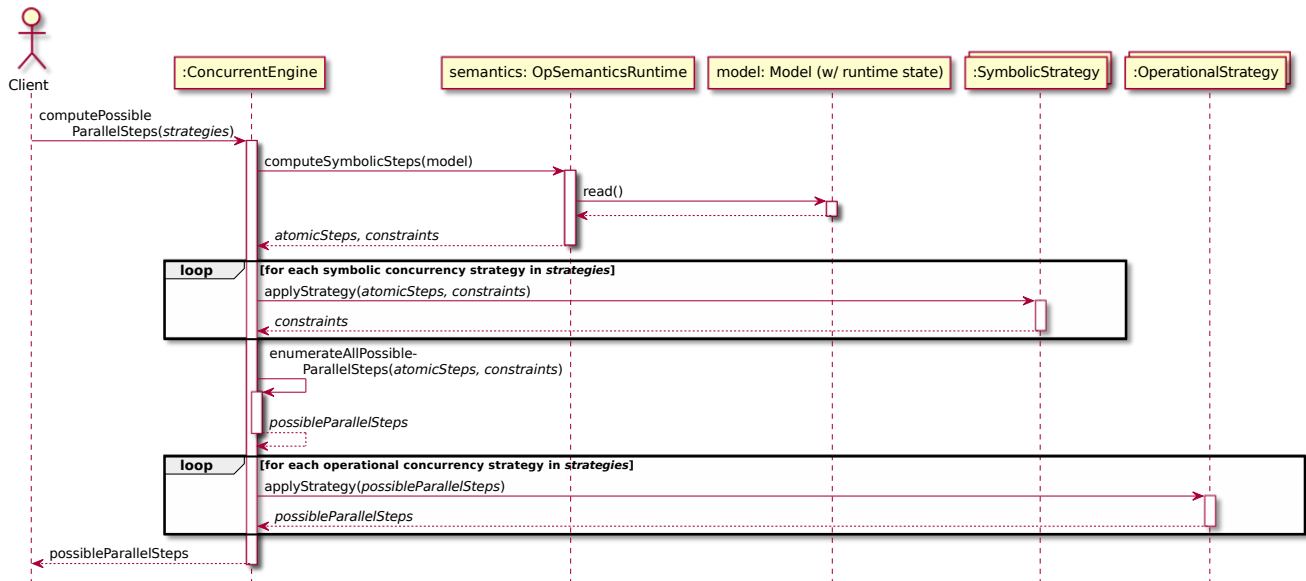 Client
:ConcurrentEngine
semantics: OpSemanticsRuntime
model: Model (w/ runtime state)
:SymbolicStrategy
:OperationalStrategy
computePossible
ParallelSteps(strategies)
computeSymbolicSteps(model)
read()
atomicSteps, constraints
loop [for each symbolic concurrency strategy in strategies]
applyStrategy(atomicSteps, constraints)
constraints
enumerateAllPossible-
ParallelSteps(atomicSteps, constraints)
possibleParallelSteps
loop [for each operational concurrency strategy in strategies]
applyStrategy(possibleParallelSteps)
possibleParallelSteps
possibleParallelSteps